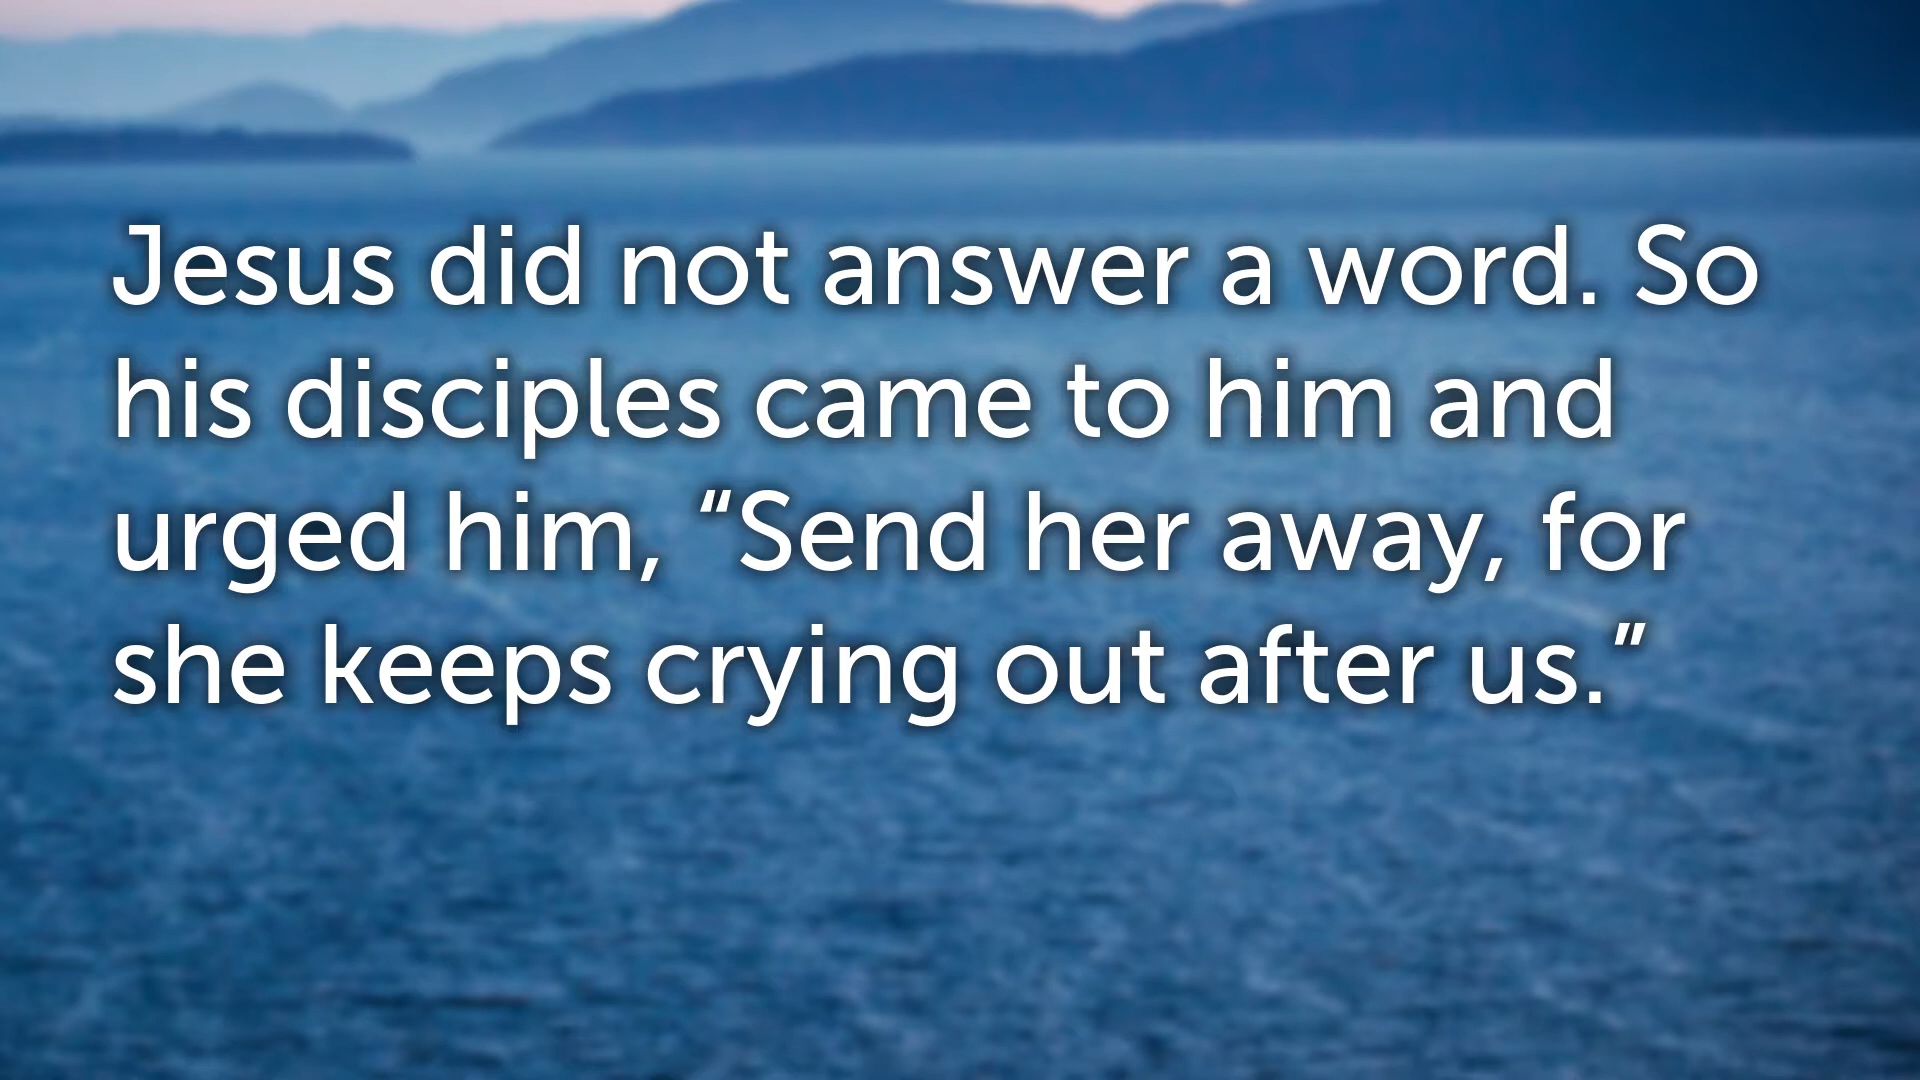 Jesus did not answer a word. So
his disciples came to him and
urged him, “Send her away, for
she keeps crying out after us.”